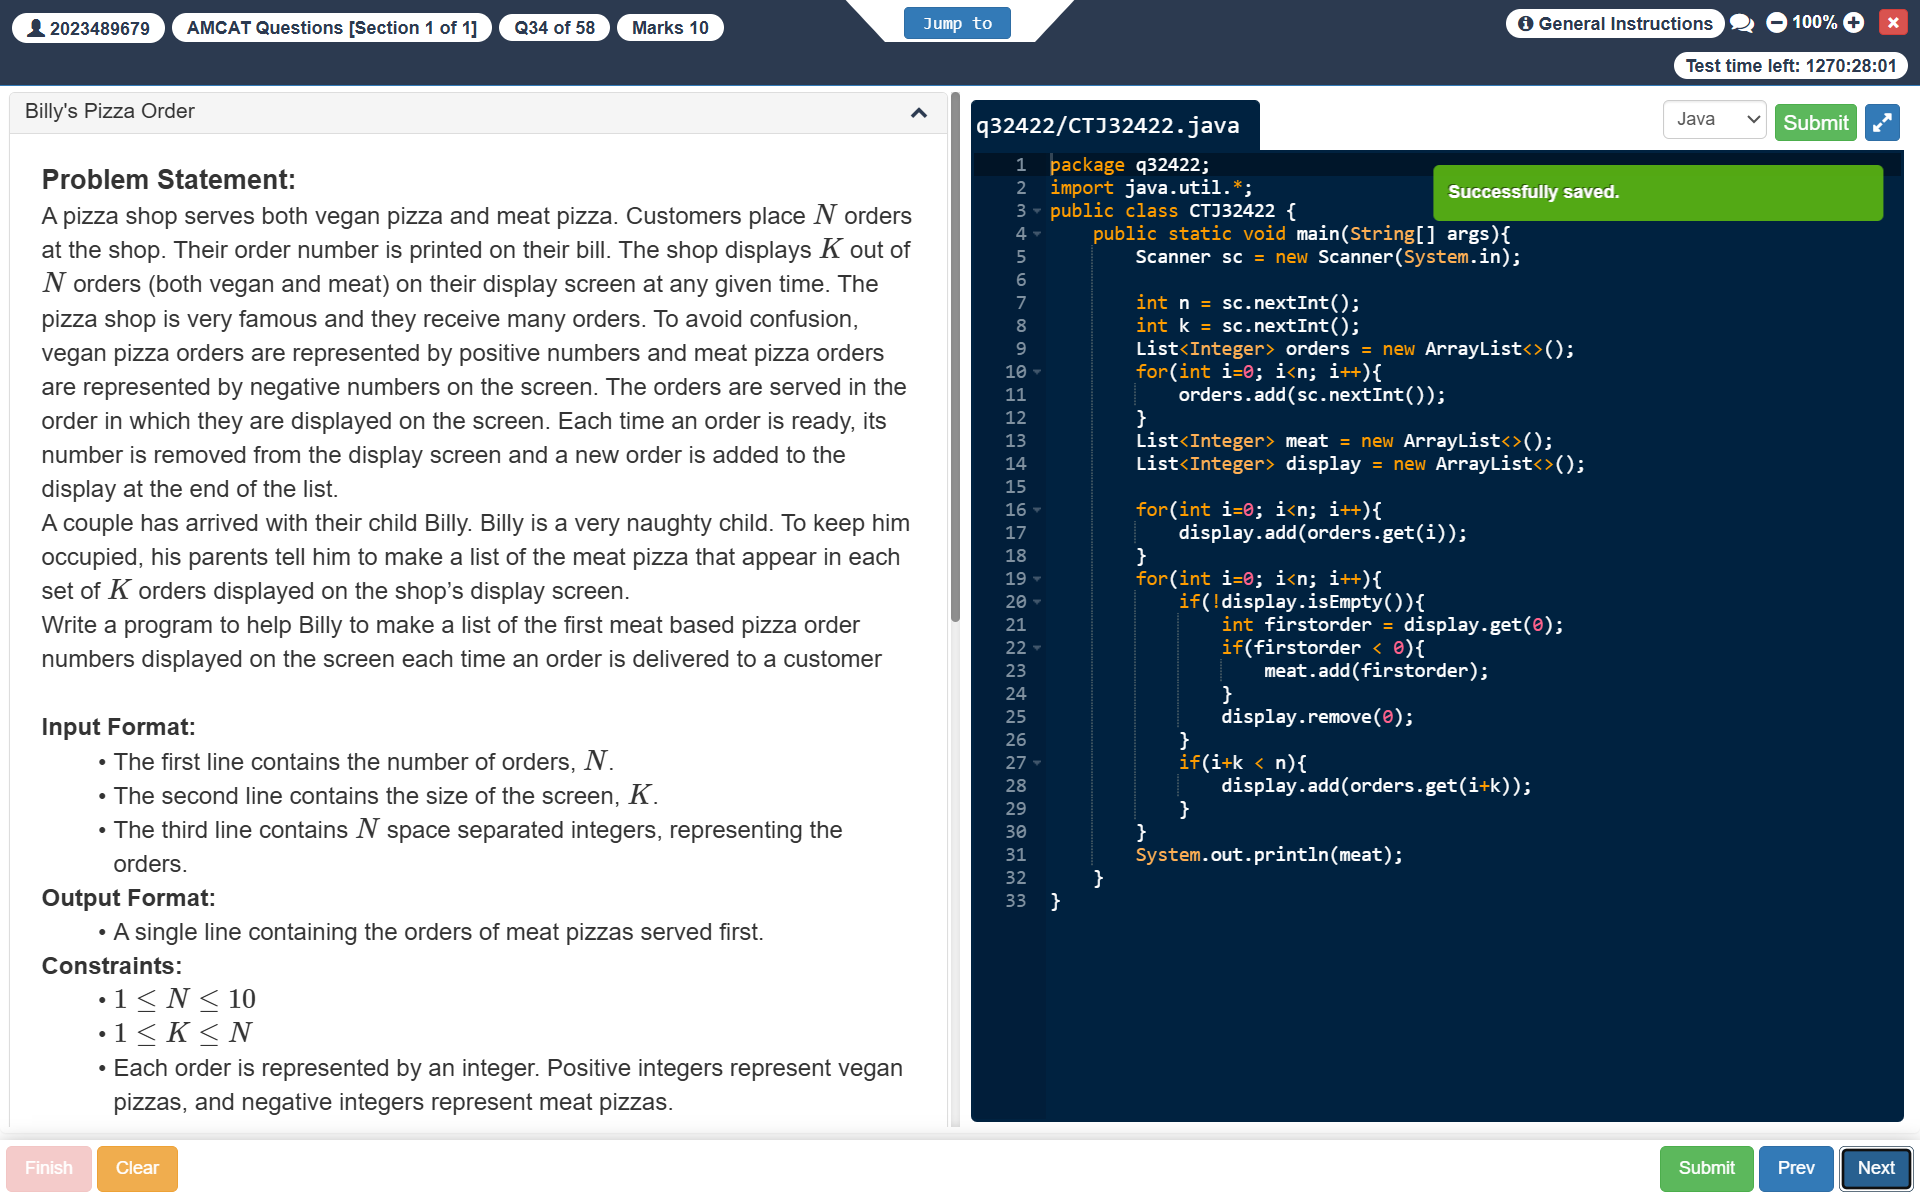 2023489679 AMCAT Questions [Section 1 of 1] Q34 of 58 Marks 10 Jump to General Instructions 100%
Test time left: 1270:28:01
Billy's Pizza Order
Problem Statement:
A pizza shop serves both vegan pizza and meat pizza. Customers place N orders
at the shop. Their order number is printed on their bill. The shop displays K out of
N orders (both vegan and meat) on their display screen at any given time. The
pizza shop is very famous and they receive many orders. To avoid confusion,
vegan pizza orders are represented by positive numbers and meat pizza orders
are represented by negative numbers on the screen. The orders are served in the
order in which they are displayed on the screen. Each time an order is ready, its
number is removed from the display screen and a new order is added to the
display at the end of the list.
A couple has arrived with their child Billy. Billy is a very naughty child. To keep him
occupied, his parents tell him to make a list of the meat pizza that appear in each
set of K orders displayed on the shop’s display screen.
Write a program to help Billy to make a list of the first meat based pizza order
numbers displayed on the screen each time an order is delivered to a customer
Input Format:
• The first line contains the number of orders, N.
• The second line contains the size of the screen, K.
• The third line contains N space separated integers, representing the
orders.
Output Format:
• A single line containing the orders of meat pizzas served first.
Constraints:
• 1 ≤ N ≤ 10
• 1 ≤ K ≤ N
• Each order is represented by an integer. Positive integers represent vegan
pizzas, and negative integers represent meat pizzas.
q32422/CTJ32422.java
Java Submit
Successfully saved.
1 package q32422;
2 import java.util.*;
3 public class CTJ32422 {
4     public static void main(String[] args){
5         Scanner sc = new Scanner(System.in);
6
7         int n = sc.nextInt();
8         int k = sc.nextInt();
9         List<Integer> orders = new ArrayList<>();
10         for(int i=0; i<n; i++){
11             orders.add(sc.nextInt());
12         }
13         List<Integer> meat = new ArrayList<>();
14         List<Integer> display = new ArrayList<>();
15
16         for(int i=0; i<n; i++){
17             display.add(orders.get(i));
18         }
19         for(int i=0; i<n; i++){
20             if(!display.isEmpty()){
21                 int firstorder = display.get(0);
22                 if(firstorder < 0){
23                     meat.add(firstorder);
24                 }
25                 display.remove(0);
26             }
27             if(i+k < n){
28                 display.add(orders.get(i+k));
29             }
30         }
31         System.out.println(meat);
32     }
33 }
Finish Clear Submit Prev Next